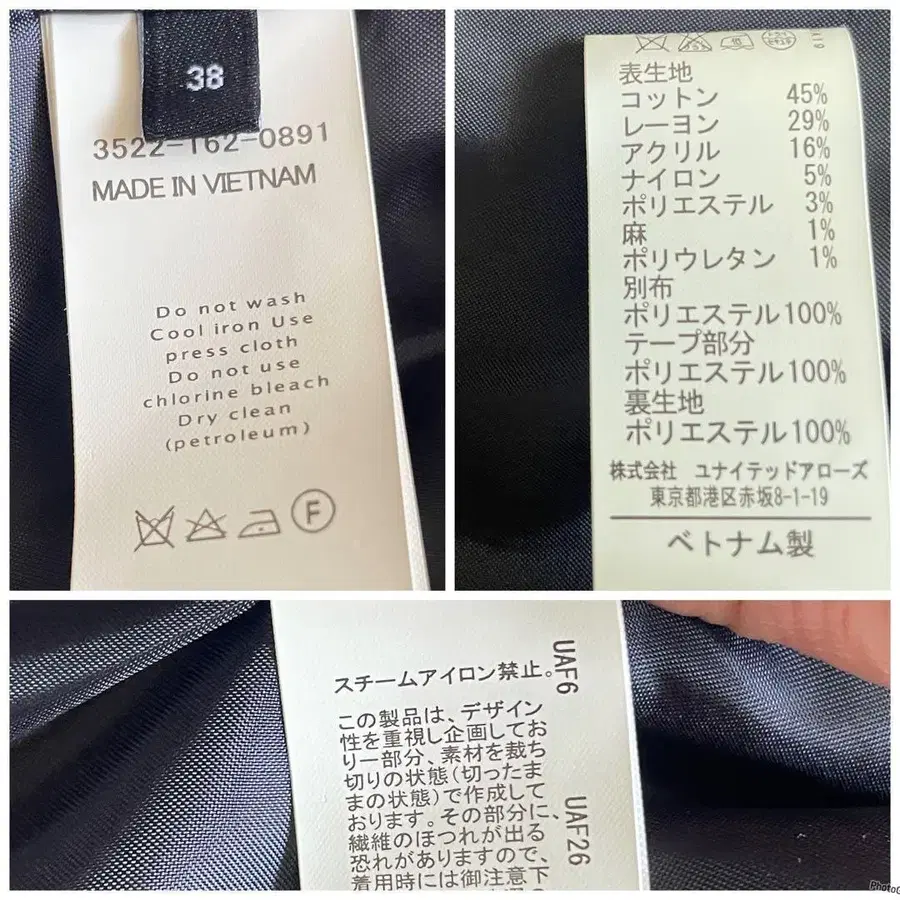 38
3522-162-0891
MADE IN VIETNAM
Do not wash
Cool iron Use
press cloth
Do not use
chlorine bleach
Dry clean
(petroleum)
F
表生地
コットン 45%
レーヨン 29%
アクリル 16%
ナイロン 5%
ポリエステル 3%
麻 1%
ポリウレタン 1%
別布
ポリエステル100%
テープ部分
ポリエステル100%
裏生地
ポリエステル100%
株式会社 ユナイテッドアローズ
東京都港区赤坂8-1-19
ベトナム製
スチームアイロン禁止。
UAF6
この製品は、デザイン
性を重視し企画してお
り一部分、素材を裁ち
切りの状態(切ったま
まの状態)で作成して
おります。その部分に、
繊維のほつれが出る
恐れがありますので、
着用時には御注意下
UAF26